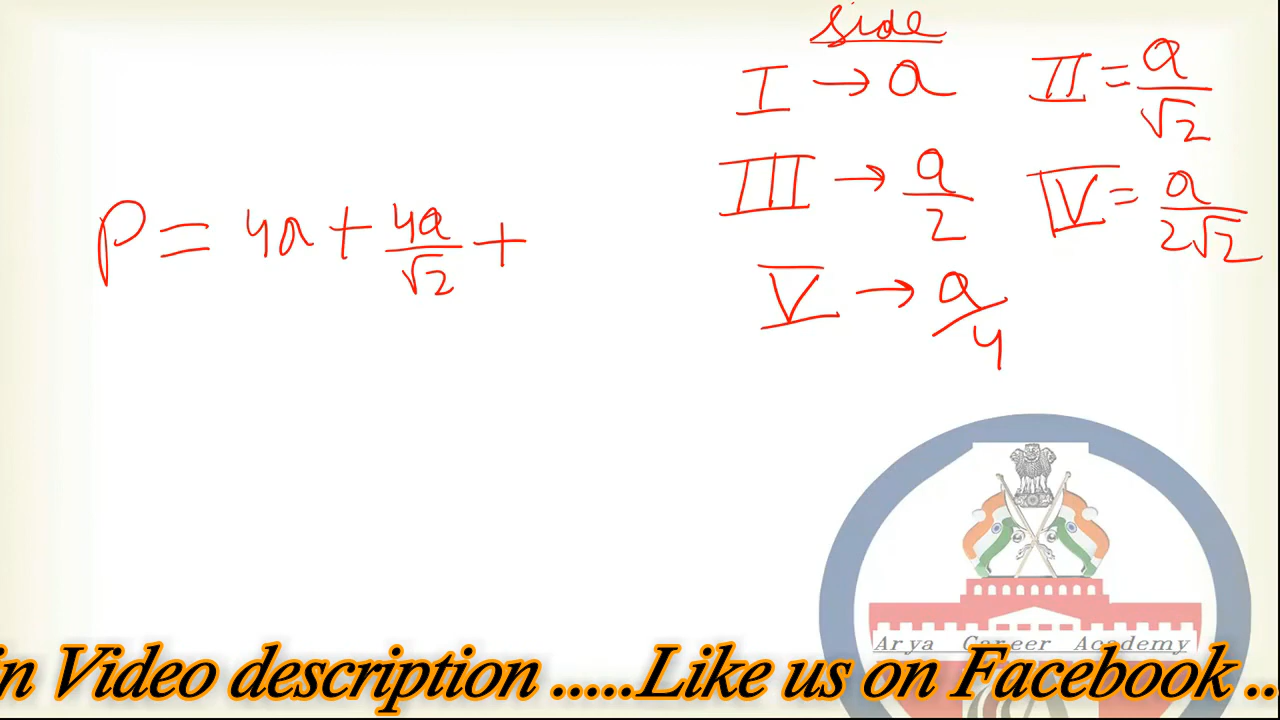 side
I → a II = a/√2
III → a/2 IV = a/2√2
P = 4a + 4a/√2 +
V → a/4
Arya Career Academy
in Video description .....Like us on Facebook ..